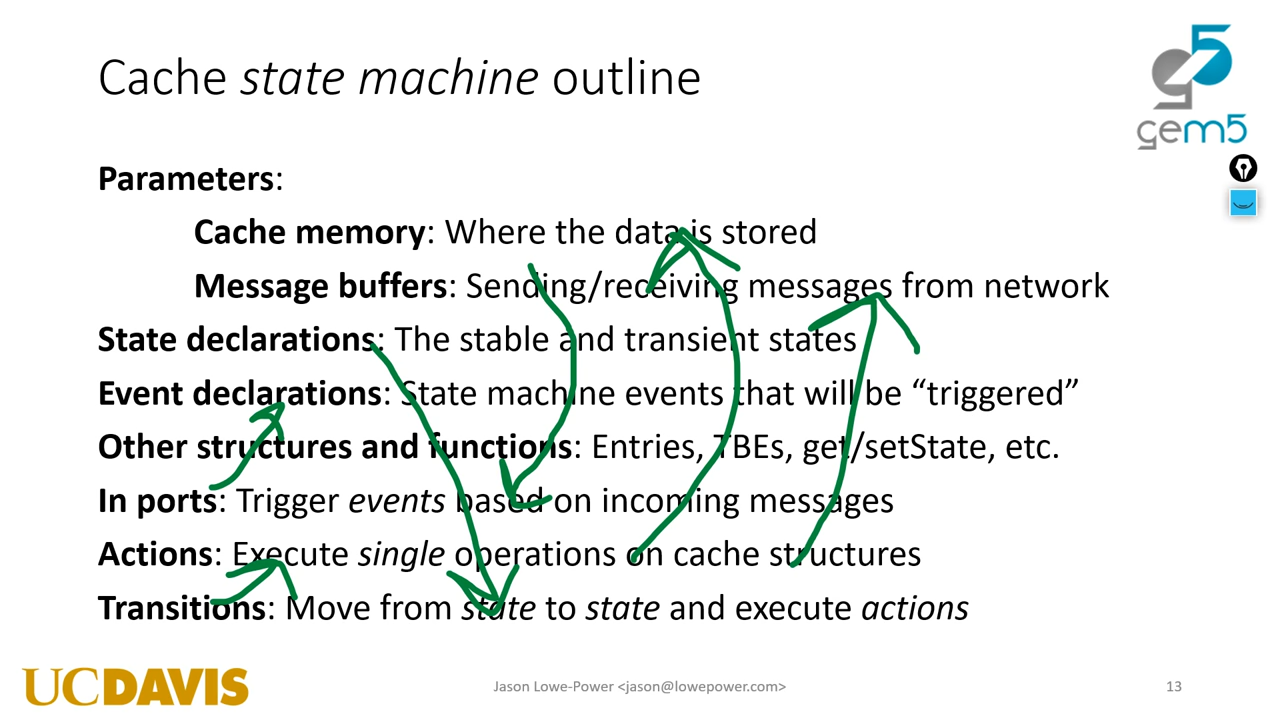 Cache state machine outline
gem5
Parameters:
Cache memory: Where the data is stored
Message buffers: Sending/receiving messages from network
State declarations: The stable and transient states
Event declarations: State machine events that will be “triggered”
Other structures and functions: Entries, TBEs, get/setState, etc.
In ports: Trigger events based on incoming messages
Actions: Execute single operations on cache structures
Transitions: Move from state to state and execute actions
UCDAVIS
Jason Lowe-Power <jason@lowepower.com>
13